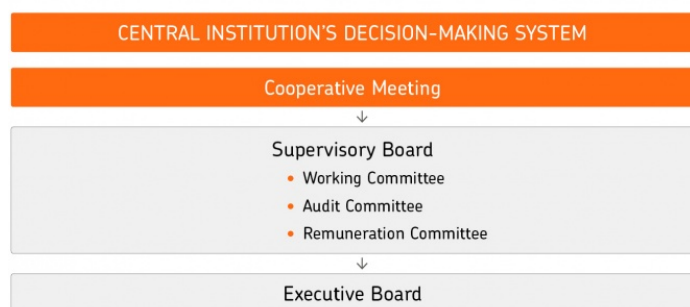 CENTRAL INSTITUTION'S DECISION-MAKING SYSTEM
Cooperative Meeting
Supervisory Board
• Working Committee
• Audit Committee
• Remuneration Committee
Executive Board